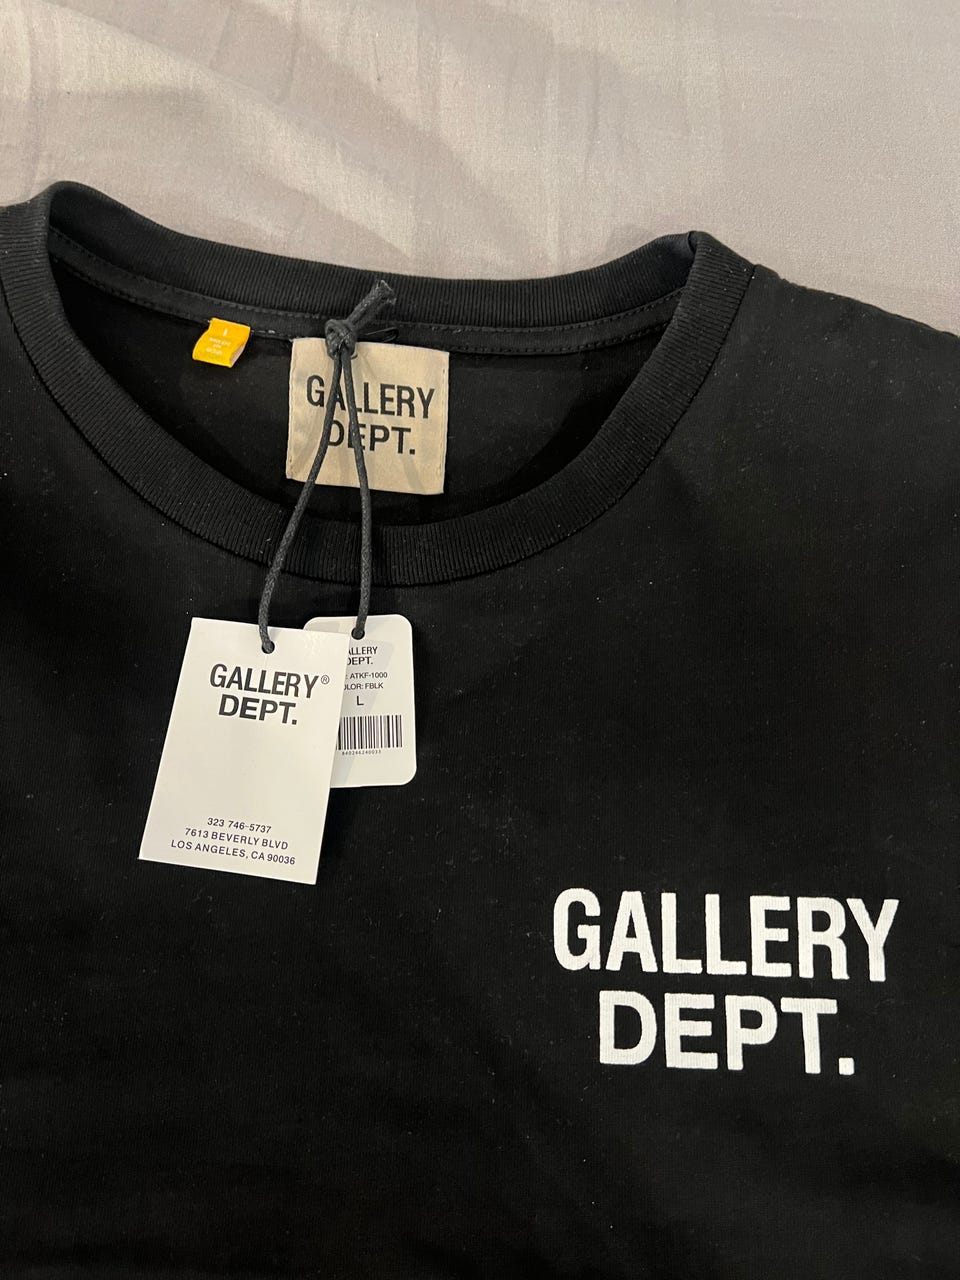 GALLERY
DEPT.
GALLERY®
DEPT.
323 746-5737
7613 BEVERLY BLVD
LOS ANGELES, CA 90036
DEPT.
ATKF-1000
FBLK
L
GALLERY
DEPT.